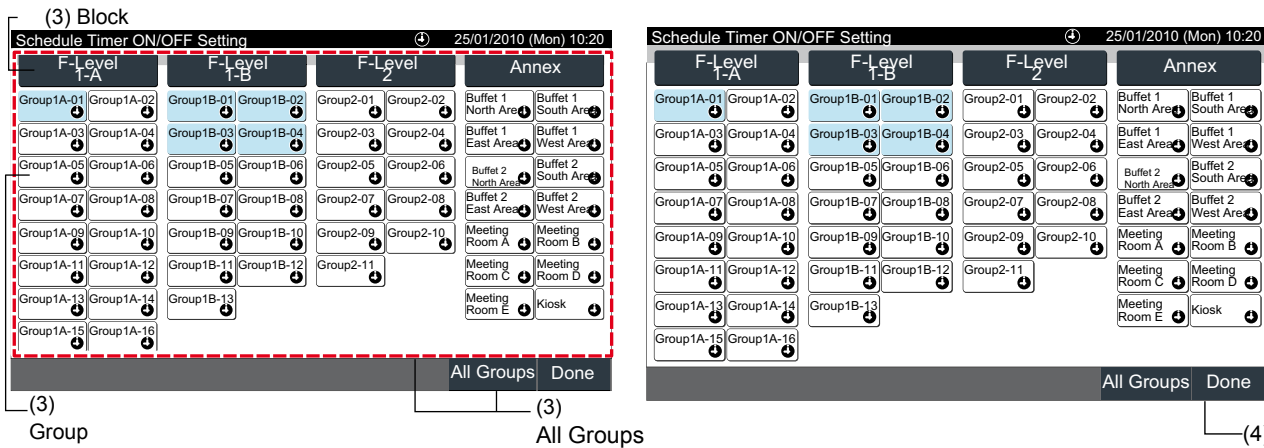 (3) Block
Schedule Timer ON/OFF Setting 25/01/2010 (Mon) 10:20
F-Level 1-A F-Level 1-B F-Level 2 Annex
Group1A-01 Group1A-02 Group1B-01 Group1B-02 Group2-01 Group2-02 Buffet 1 North Area Buffet 1 South Area
Group1A-03 Group1A-04 Group1B-03 Group1B-04 Group2-03 Group2-04 Buffet 1 East Area Buffet 1 West Area
Group1A-05 Group1A-06 Group1B-05 Group1B-06 Group2-05 Group2-06 Buffet 2 North Area Buffet 2 South Area
Group1A-07 Group1A-08 Group1B-07 Group1B-08 Group2-07 Group2-08 Buffet 2 East Area Buffet 2 West Area
Group1A-09 Group1A-10 Group1B-09 Group1B-10 Group2-09 Group2-10 Meeting Room A Meeting Room B
Group1A-11 Group1A-12 Group1B-11 Group1B-12 Group2-11 Meeting Room C Meeting Room D
Group1A-13 Group1A-14 Group1B-13 Meeting Room E Kiosk
Group1A-15 Group1A-16
All Groups Done
(3)
Group
(3)
All Groups
Schedule Timer ON/OFF Setting 25/01/2010 (Mon) 10:20
F-Level 1-A F-Level 1-B F-Level 2 Annex
Group1A-01 Group1A-02 Group1B-01 Group1B-02 Group2-01 Group2-02 Buffet 1 North Area Buffet 1 South Area
Group1A-03 Group1A-04 Group1B-03 Group1B-04 Group2-03 Group2-04 Buffet 1 East Area Buffet 1 West Area
Group1A-05 Group1A-06 Group1B-05 Group1B-06 Group2-05 Group2-06 Buffet 2 North Area Buffet 2 South Area
Group1A-07 Group1A-08 Group1B-07 Group1B-08 Group2-07 Group2-08 Buffet 2 East Area Buffet 2 West Area
Group1A-09 Group1A-10 Group1B-09 Group1B-10 Group2-09 Group2-10 Meeting Room A Meeting Room B
Group1A-11 Group1A-12 Group1B-11 Group1B-12 Group2-11 Meeting Room C Meeting Room D
Group1A-13 Group1A-14 Group1B-13 Meeting Room E Kiosk
Group1A-15 Group1A-16
All Groups Done
(4